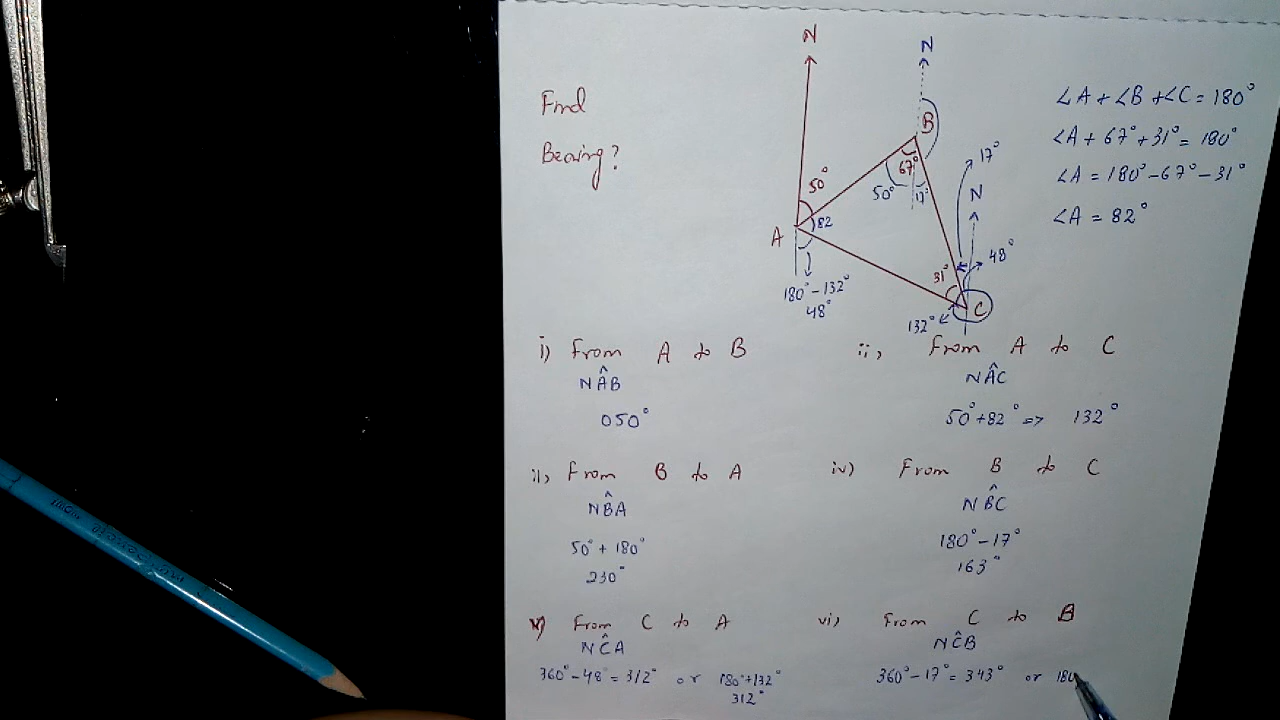 Find
Bearing?
N
N
B
50°
67°
50°
17°
A
82
17°
N
48°
31°
C
132°
180°-132°
48°
∠A + ∠B + ∠C = 180°
∠A + 67° + 31° = 180°
∠A = 180° - 67° - 31°
∠A = 82°
i) From A to B
NÂB
050°
ii, From A to C
NÂC
50° + 82° => 132°
ii, From B to A
NB̂A
50° + 180°
230°
iv) From B to C
NB̂C
180° - 17°
163°
v) From C to A
NĈA
360° - 48° = 312° or 180° + 132°
312°
vi, From C to B
NĈB
360° - 17° = 343° or 180